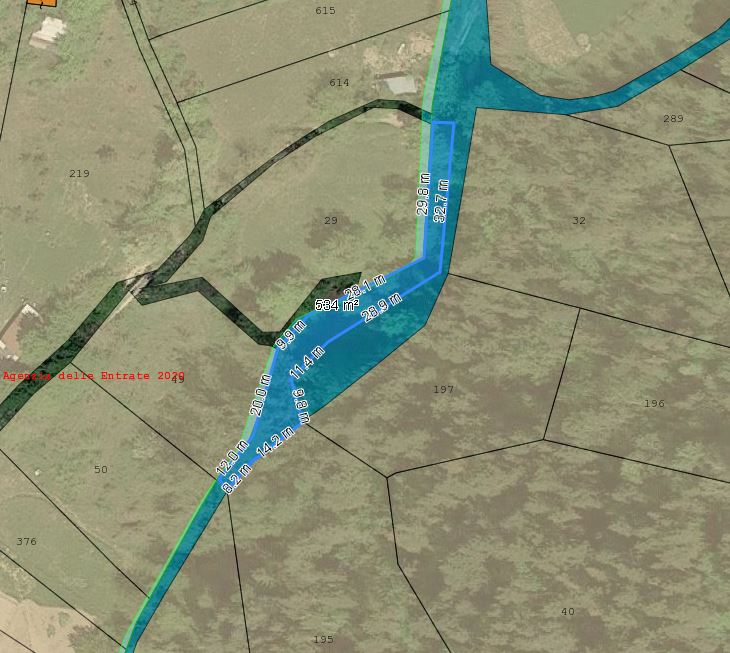 615
614
289
219
29.8 m
32.7 m
29
32
28.1 m
534 m²
28.9 m
9.9 m
11.4 m
Agenzia delle Entrate 2020
49
20.0 m
9.8 m
197
196
14.2 m
12.0 m
8.2 m
50
376
40
195